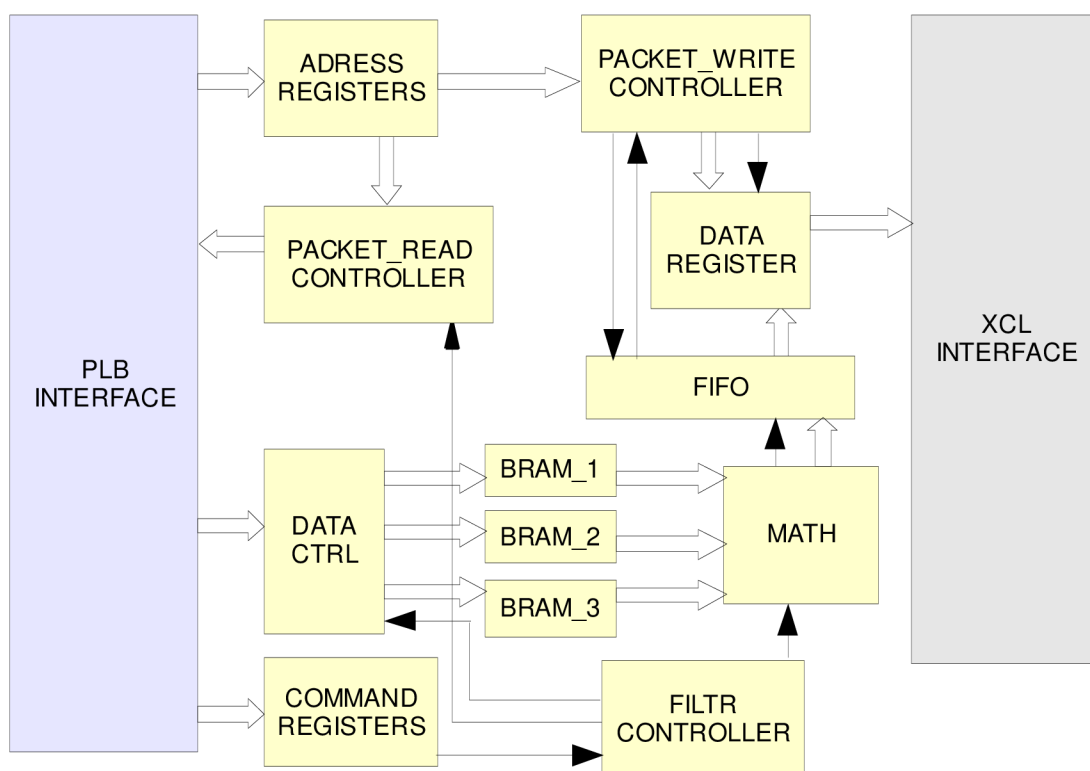 ADRESS
REGISTERS
PACKET_WRITE
CONTROLLER
PACKET_READ
CONTROLLER
DATA
REGISTER
PLB
INTERFACE
XCL
INTERFACE
FIFO
DATA
CTRL
BRAM_1
BRAM_2
BRAM_3
MATH
COMMAND
REGISTERS
FILTR
CONTROLLER